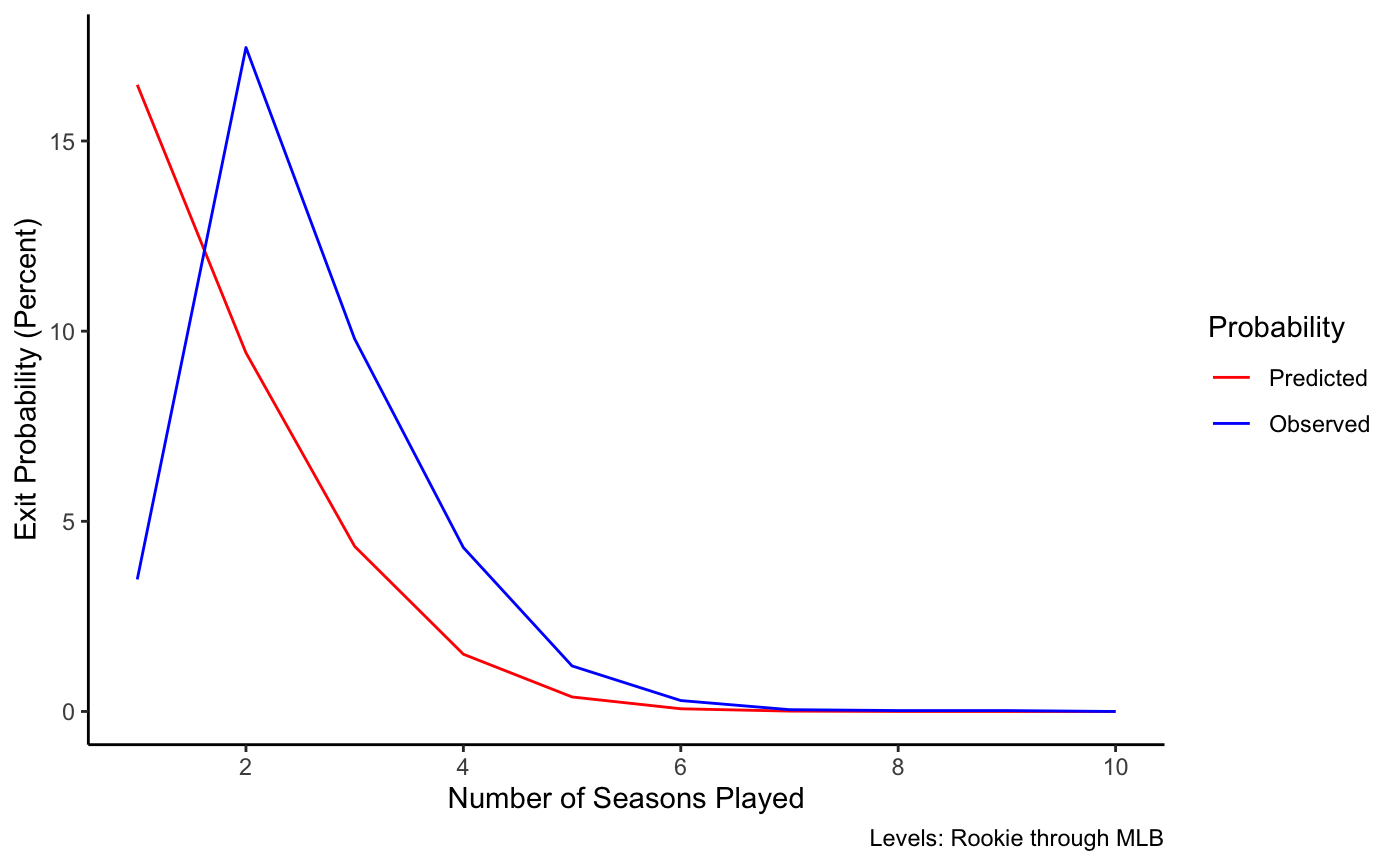 15
10
5
0
Exit Probability (Percent)
2
4
6
8
10
Number of Seasons Played
Levels: Rookie through MLB
Probability
Predicted
Observed